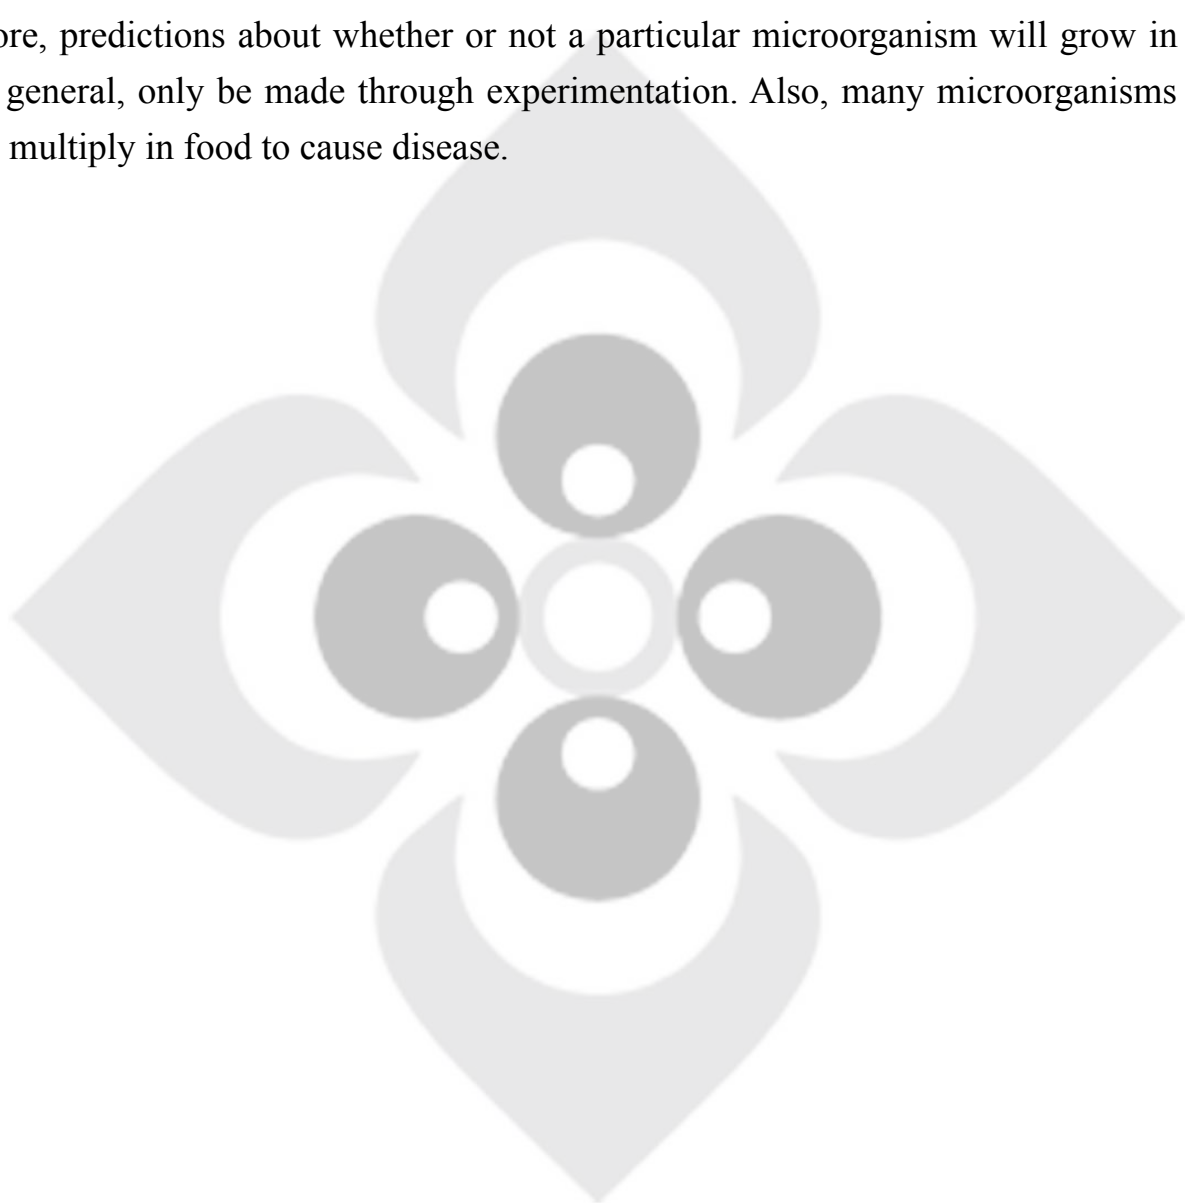 ore, predictions about whether or not a particular microorganism will grow in
general, only be made through experimentation. Also, many microorganisms
multiply in food to cause disease.